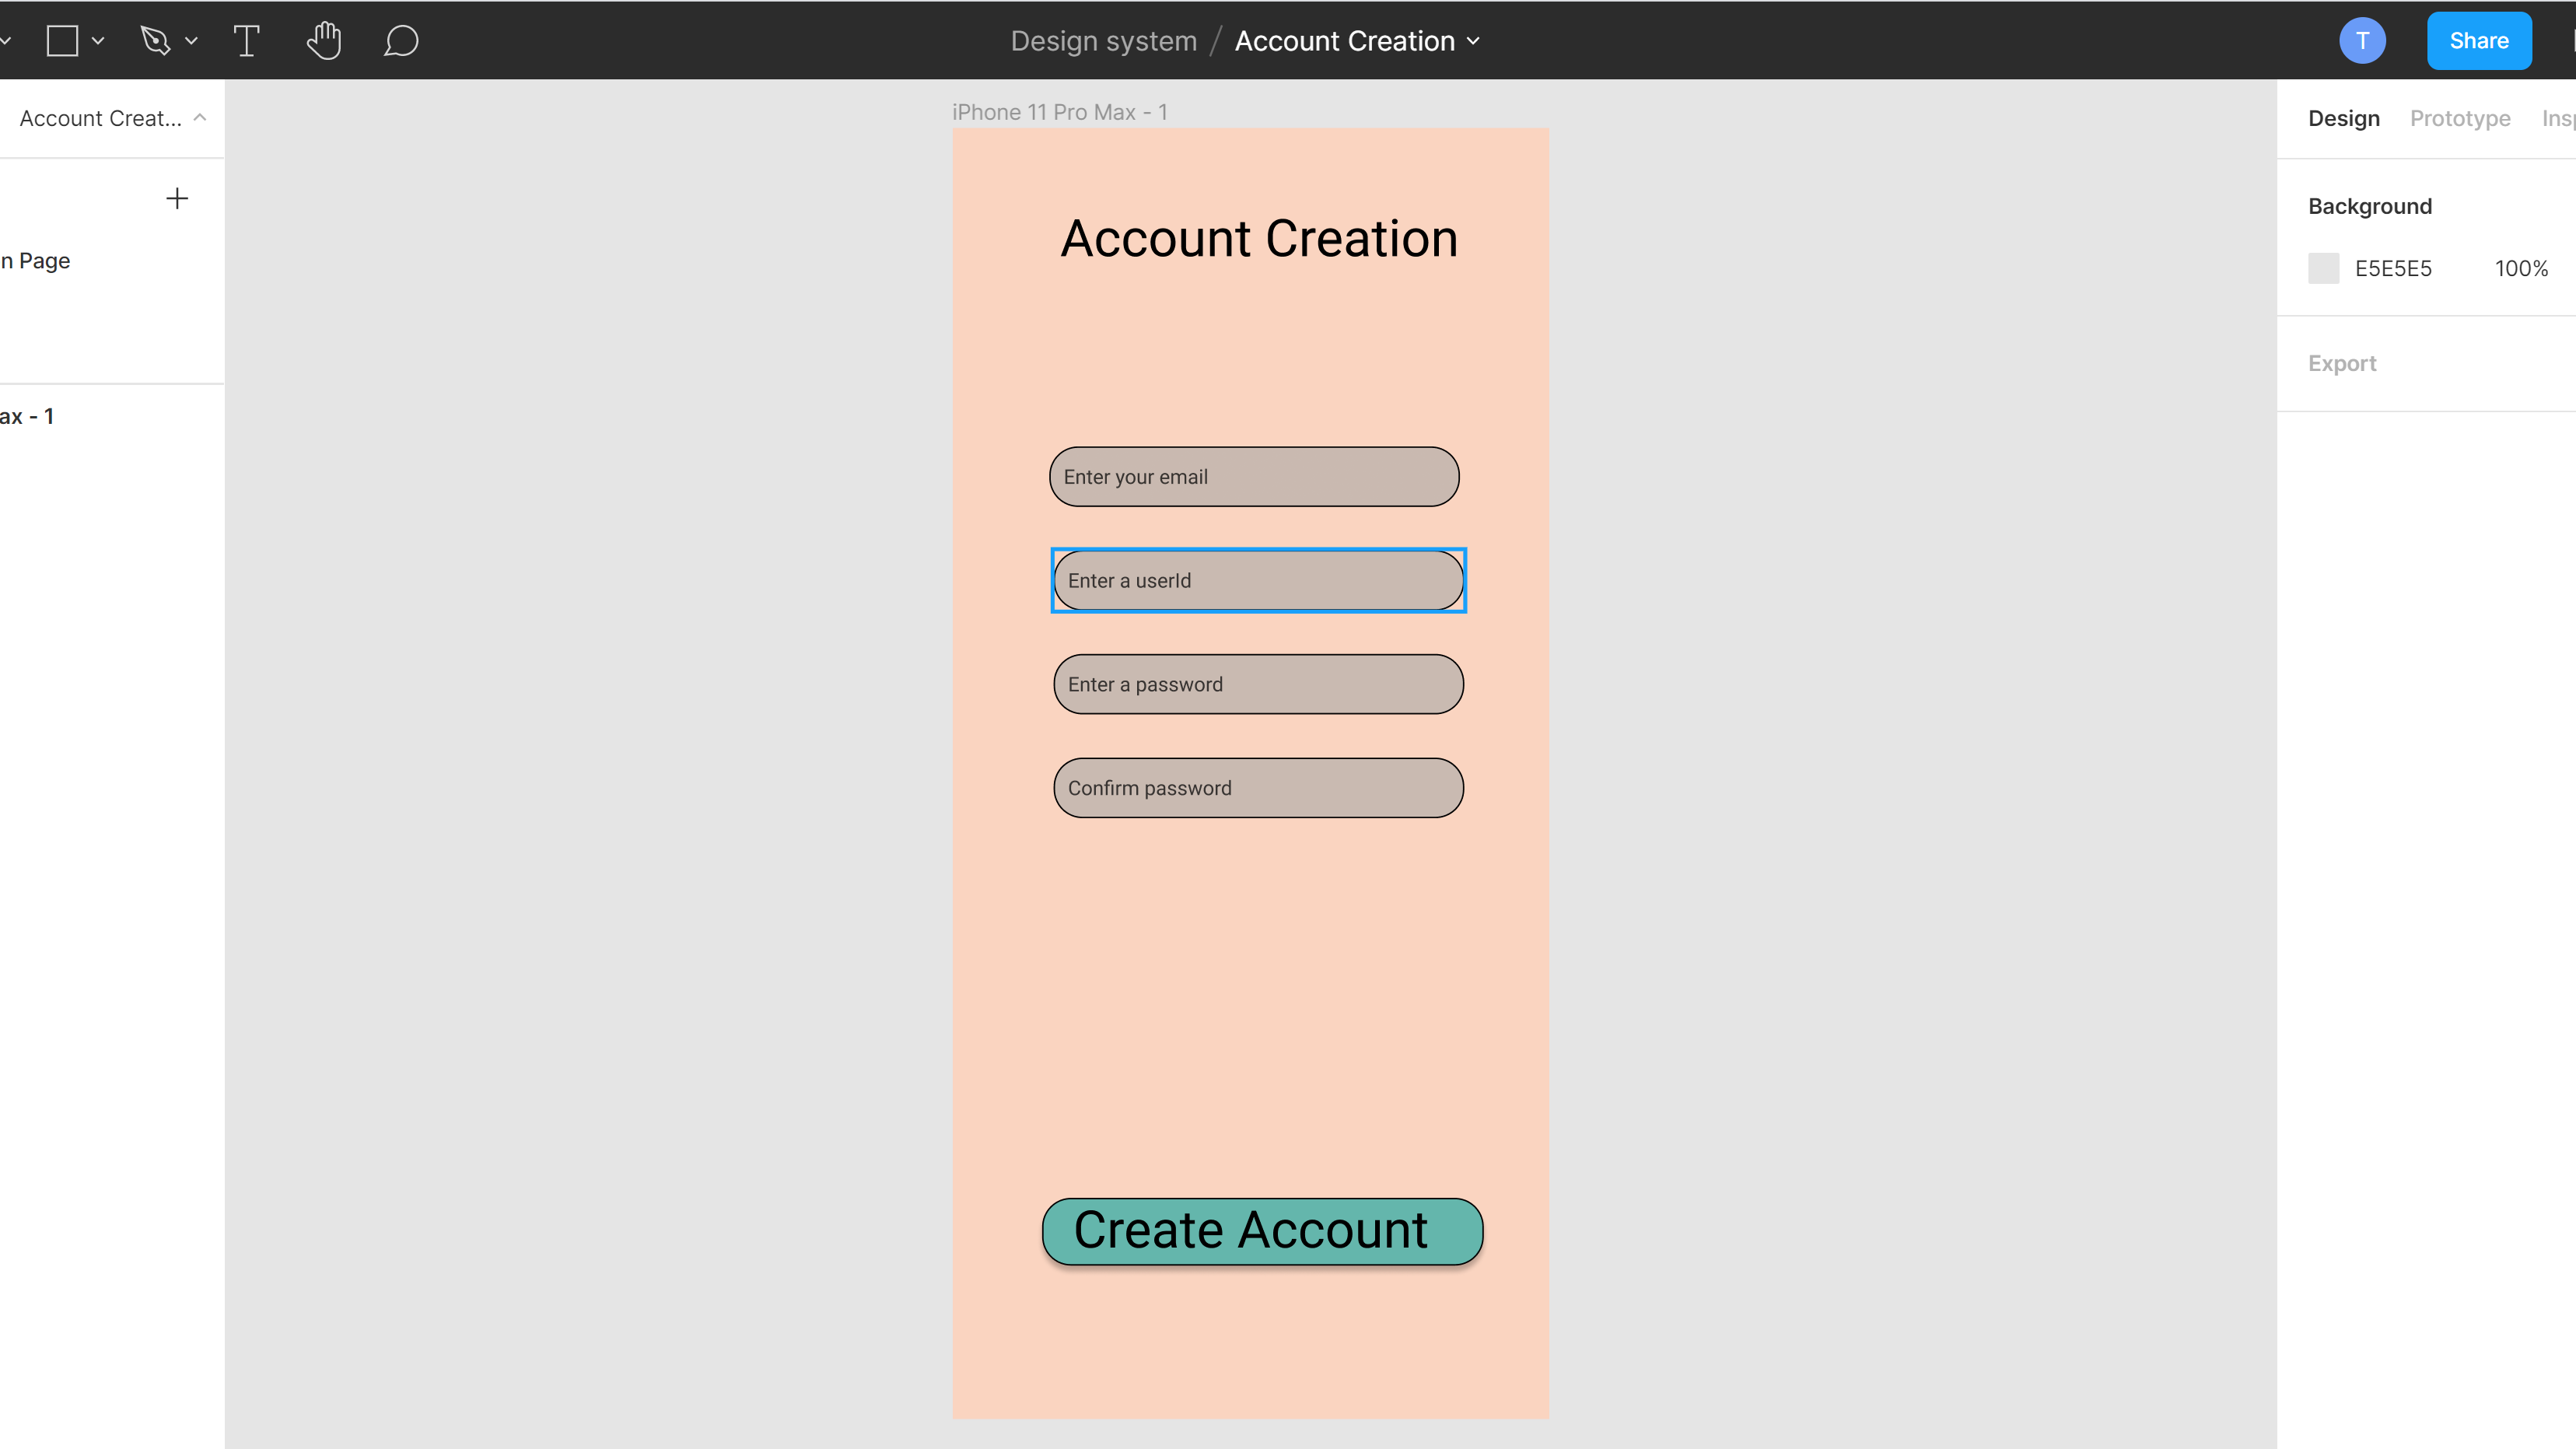 Design system / Account Creation
T
Share
Account Creat...
n Page
ax - 1
iPhone 11 Pro Max - 1
Account Creation
Enter your email
Enter a userId
Enter a password
Confirm password
Create Account
Design Prototype Insp
Background
E5E5E5 100%
Export